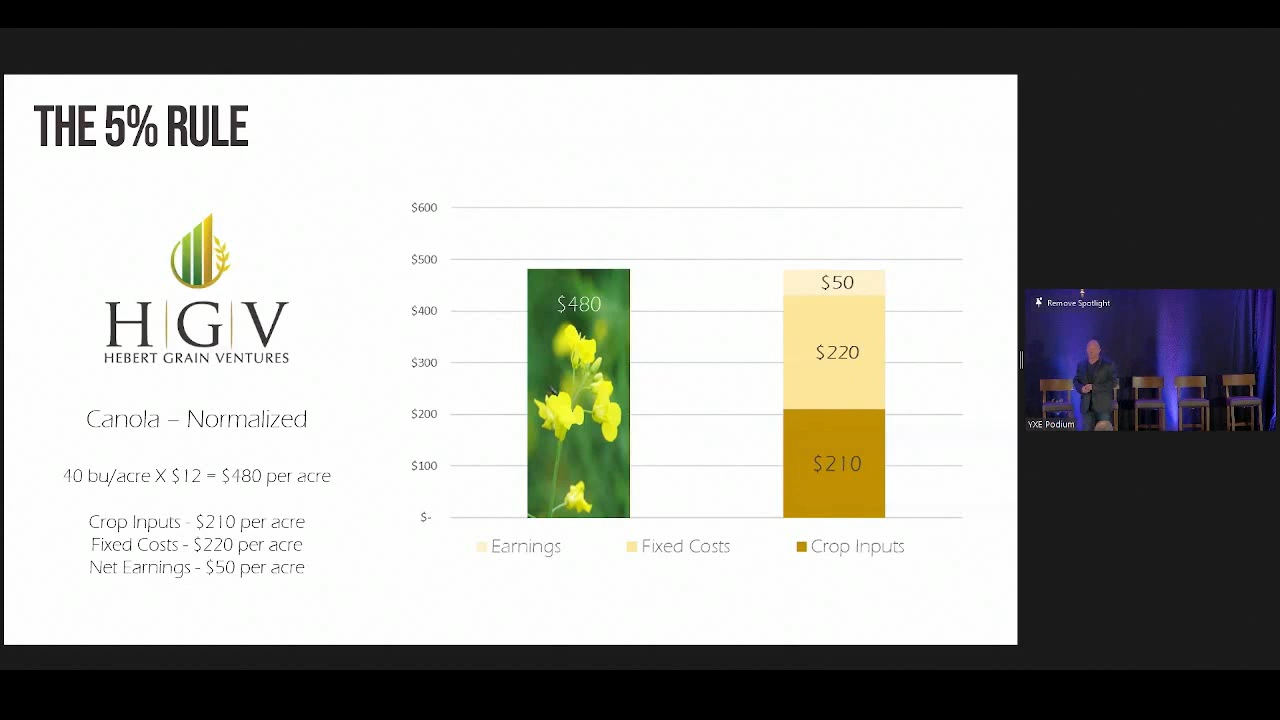 THE 5% RULE
H|G|V
HEBERT GRAIN VENTURES
Canola – Normalized
40 bu/acre X $12 = $480 per acre
Crop Inputs - $210 per acre
Fixed Costs - $220 per acre
Net Earnings - $50 per acre
$600
$500
$400
$300
$200
$100
$-
$480
$50
$220
$210
Earnings
Fixed Costs
Crop Inputs
Remove Spotlight
YXE Podium